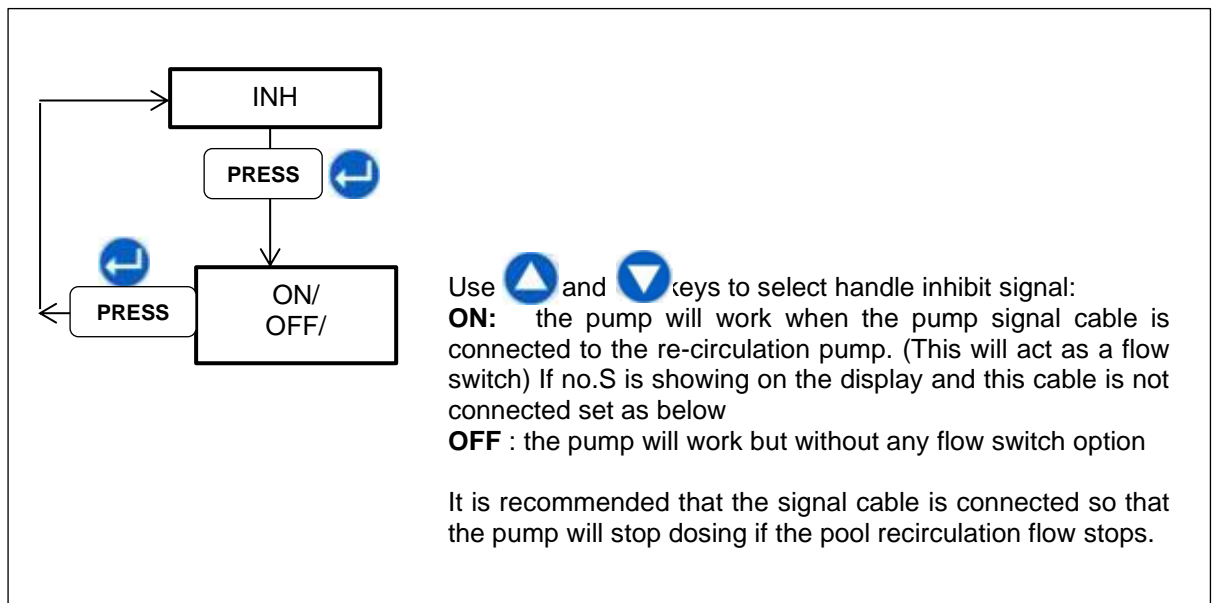 INH
PRESS
PRESS
ON/
OFF/
Use and keys to select handle inhibit signal:
ON: the pump will work when the pump signal cable is
connected to the re-circulation pump. (This will act as a flow
switch) If no.S is showing on the display and this cable is not
connected set as below
OFF : the pump will work but without any flow switch option
It is recommended that the signal cable is connected so that
the pump will stop dosing if the pool recirculation flow stops.